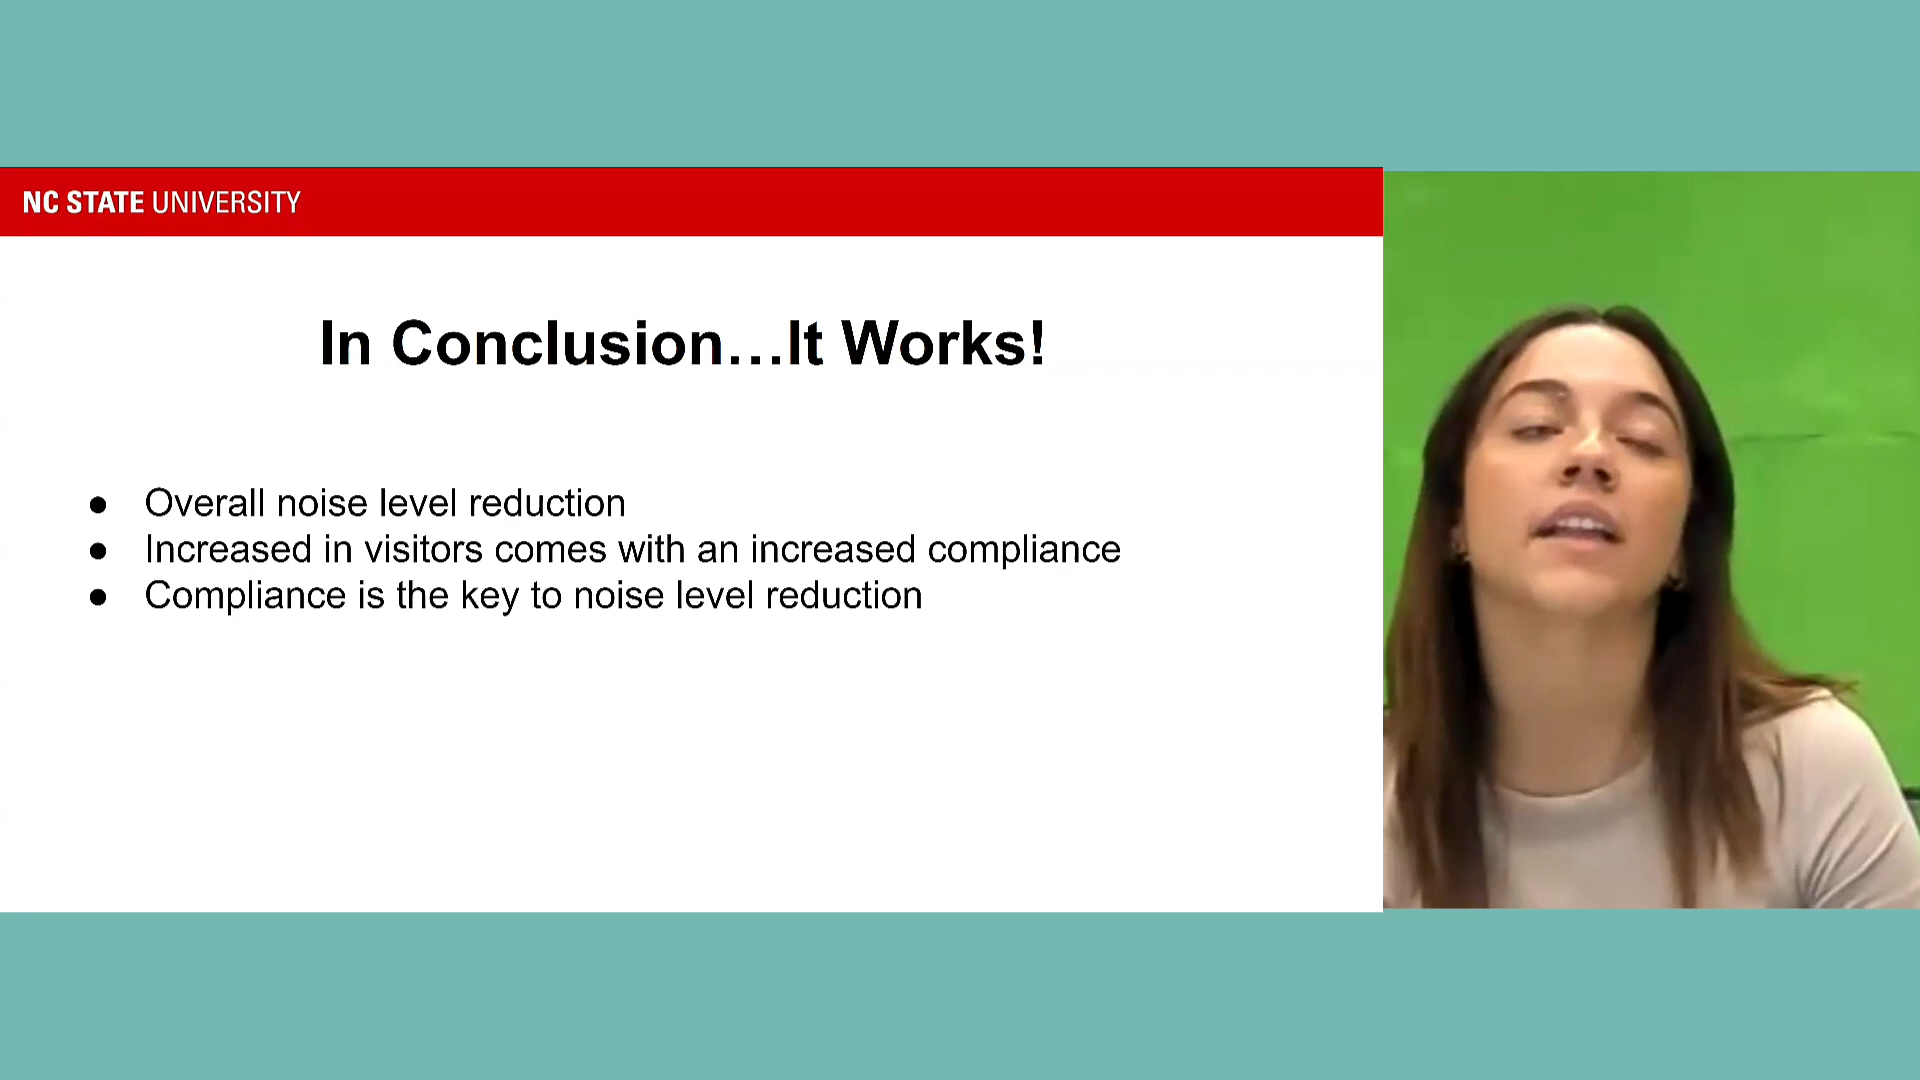 NC STATE UNIVERSITY
In Conclusion…It Works!
● Overall noise level reduction
● Increased in visitors comes with an increased compliance
● Compliance is the key to noise level reduction